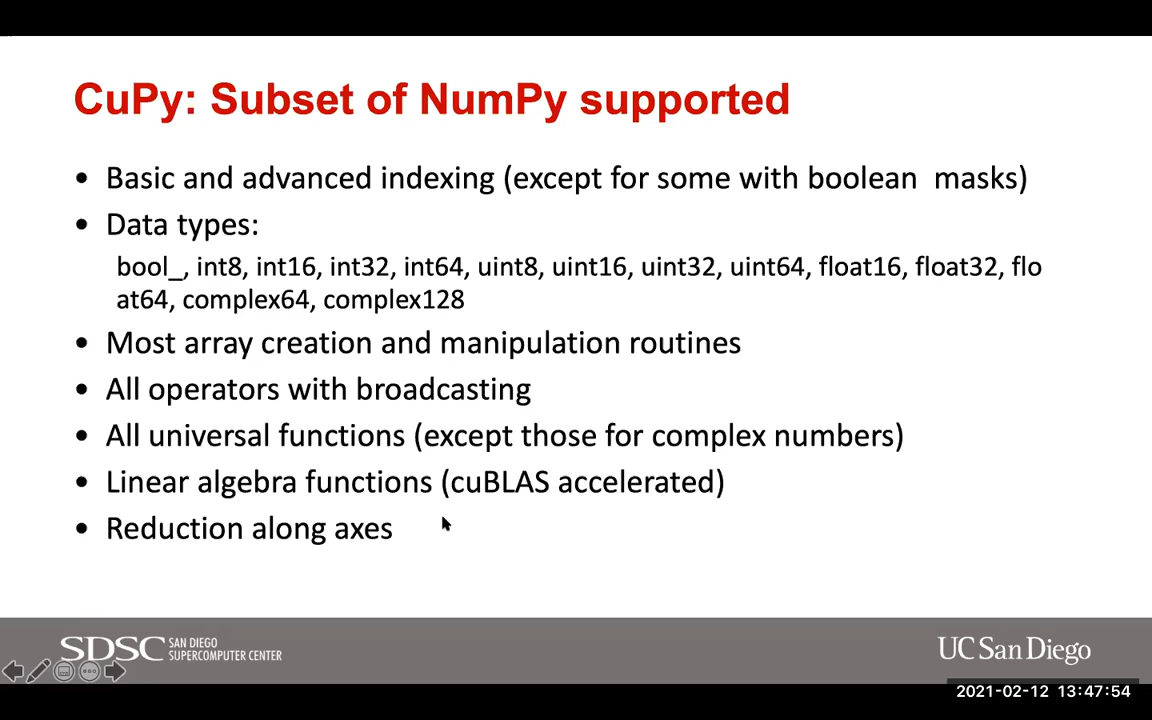 CuPy: Subset of NumPy supported
• Basic and advanced indexing (except for some with boolean  masks)
• Data types:
bool_, int8, int16, int32, int64, uint8, uint16, uint32, uint64, float16, float32, flo
at64, complex64, complex128
• Most array creation and manipulation routines
• All operators with broadcasting
• All universal functions (except those for complex numbers)
• Linear algebra functions (cuBLAS accelerated)
• Reduction along axes
SDSC SAN DIEGO
SUPERCOMPUTER CENTER
UC San Diego
2021-02-12 13:47:54